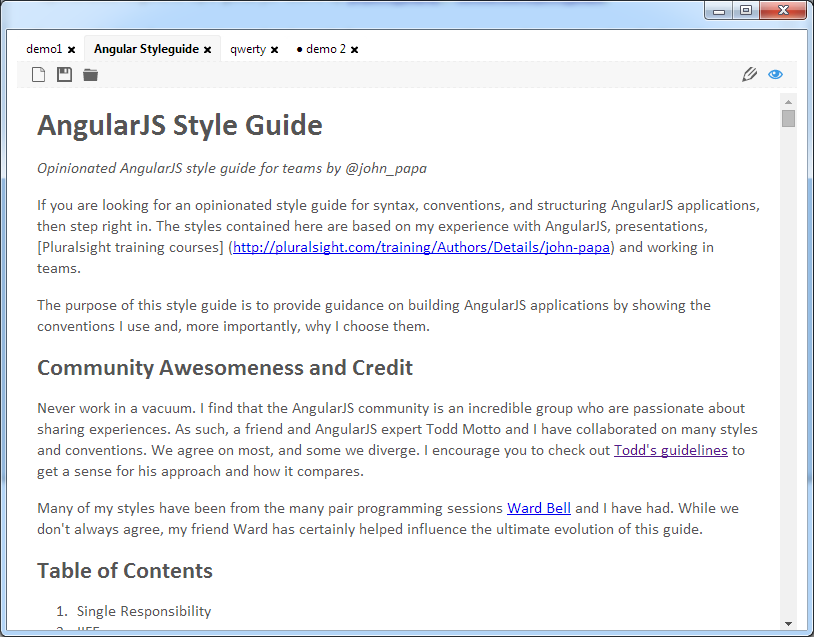 demo1 × Angular Styleguide × qwerty × ● demo 2 ×
AngularJS Style Guide
Opinionated AngularJS style guide for teams by @john_papa
If you are looking for an opinionated style guide for syntax, conventions, and structuring AngularJS applications,
then step right in. The styles contained here are based on my experience with AngularJS, presentations,
[Pluralsight training courses] (http://pluralsight.com/training/Authors/Details/john-papa) and working in
teams.
The purpose of this style guide is to provide guidance on building AngularJS applications by showing the
conventions I use and, more importantly, why I choose them.
Community Awesomeness and Credit
Never work in a vacuum. I find that the AngularJS community is an incredible group who are passionate about
sharing experiences. As such, a friend and AngularJS expert Todd Motto and I have collaborated on many styles
and conventions. We agree on most, and some we diverge. I encourage you to check out Todd's guidelines to
get a sense for his approach and how it compares.
Many of my styles have been from the many pair programming sessions Ward Bell and I have had. While we
don't always agree, my friend Ward has certainly helped influence the ultimate evolution of this guide.
Table of Contents
1. Single Responsibility